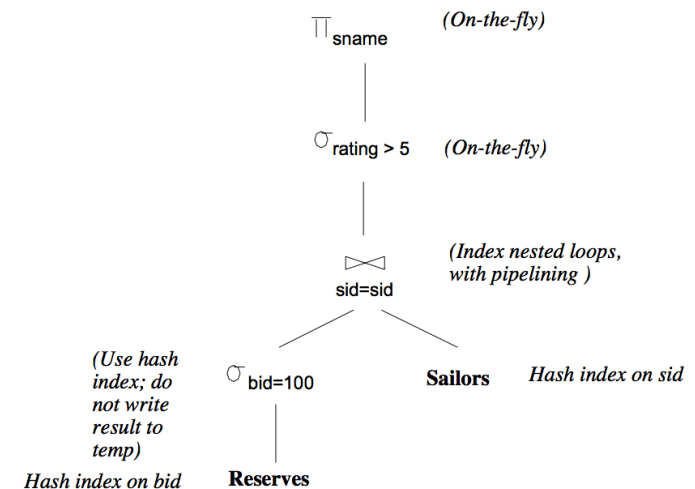 π sname (On-the-fly)
σ rating > 5 (On-the-fly)
(Index nested loops,
with pipelining )
⋈
sid=sid
(Use hash
index; do
not write
result to
temp)
σ bid=100
Sailors Hash index on sid
Hash index on bid Reserves